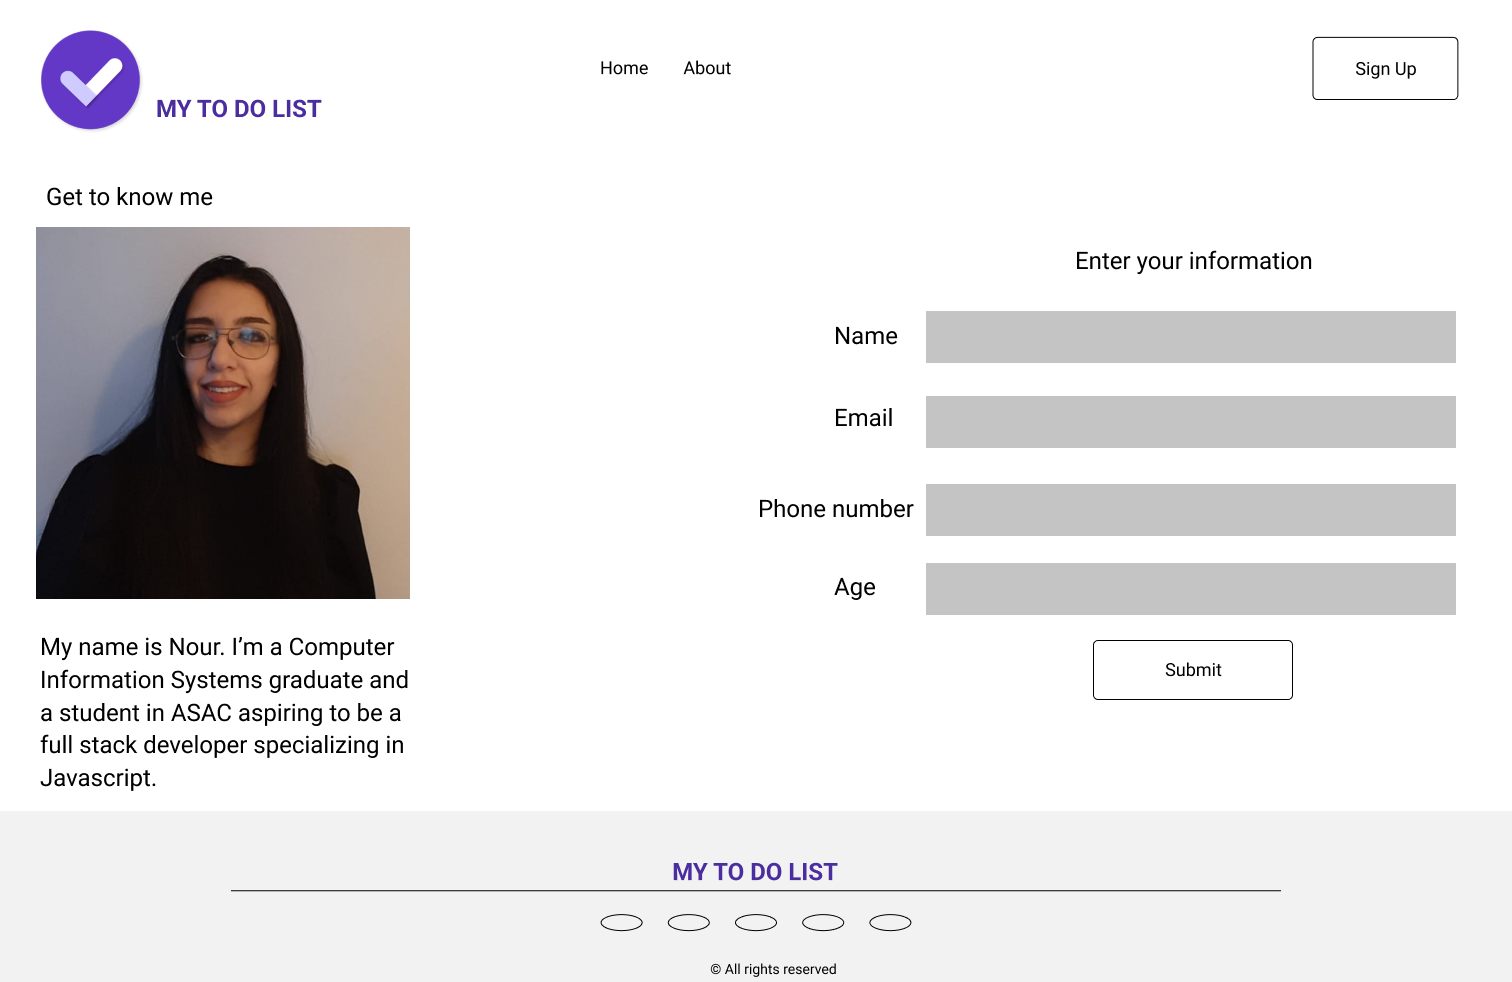 MY TO DO LIST
Home
About
Sign Up
Get to know me
Enter your information
Name
Email
Phone number
Age
Submit
My name is Nour. I’m a Computer
Information Systems graduate and
a student in ASAC aspiring to be a
full stack developer specializing in
Javascript.
MY TO DO LIST
© All rights reserved